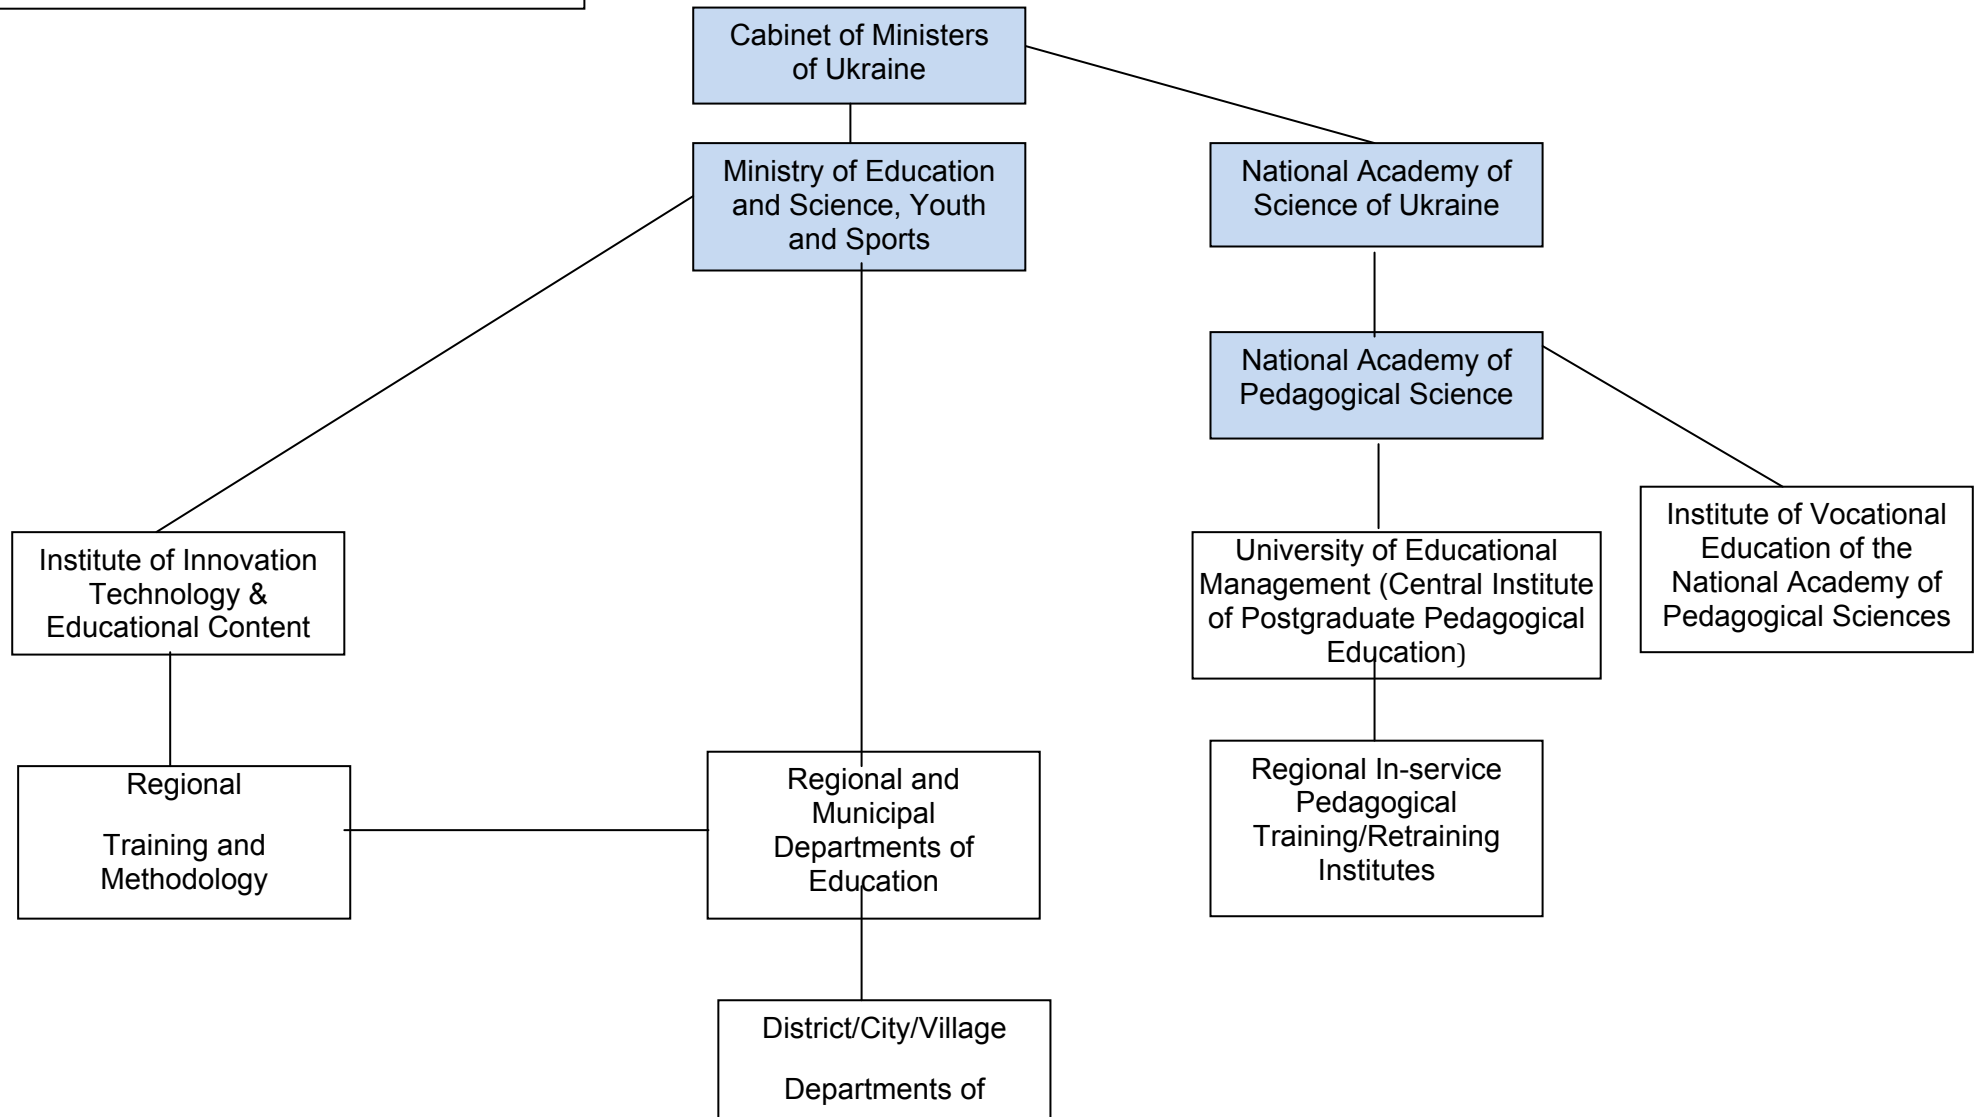 Cabinet of Ministers
of Ukraine
Ministry of Education
and Science, Youth
and Sports
National Academy of
Science of Ukraine
National Academy of
Pedagogical Science
Institute of Innovation
Technology &
Educational Content
University of Educational
Management (Central Institute
of Postgraduate Pedagogical
Education)
Institute of Vocational
Education of the
National Academy of
Pedagogical Sciences
Regional
Training and
Methodology
Regional and
Municipal
Departments of
Education
Regional In-service
Pedagogical
Training/Retraining
Institutes
District/City/Village
Departments of